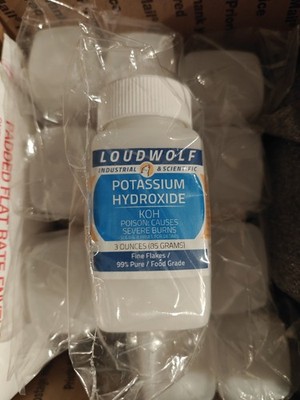 LOUDWOLF
INDUSTRIAL & SCIENTIFIC
POTASSIUM
HYDROXIDE
KOH
POISON: CAUSES
SEVERE BURNS
3 OUNCES (85 GRAMS)
Fine Flakes /
99% Pure / Food Grade
PADDED FLAT RATE ENVE